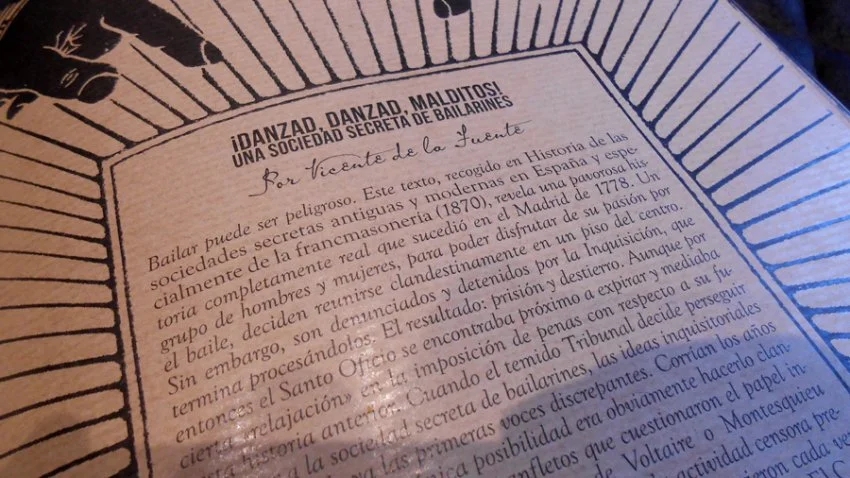 ¡DANZAD, DANZAD, MALDITOS!
UNA SOCIEDAD SECRETA DE BAILARINES
Por Vicente de la Fuente
Bailar puede ser peligroso. Este texto, recogido en Historia de las
sociedades secretas antiguas y modernas en España y espe-
cialmente de la francmasonería (1870), revela una pavorosa his-
toria completamente real que sucedió en el Madrid de 1778. Un
grupo de hombres y mujeres, para poder disfrutar de su pasión por
el baile, deciden reunirse clandestinamente en un piso del centro.
Sin embargo, son denunciados y detenidos por la Inquisición, que
termina procesándolos. El resultado: prisión y destierro. Aunque por
entonces el Santo Oficio se encontraba próximo a expirar y mediaba
cierta «relajación» en la imposición de penas con respecto a su fu-
esta historia anterior. Cuando el temido Tribunal decide perseguir
a la sociedad secreta de bailarines, las ideas inquisitoriales
ya las primeras voces discrepantes. Corrían los años
única posibilidad era obviamente hacerlo clan-
anfletos que cuestionaron el papel in-
de Voltaire o Montesquieu
actividad censora pre-
cada ve